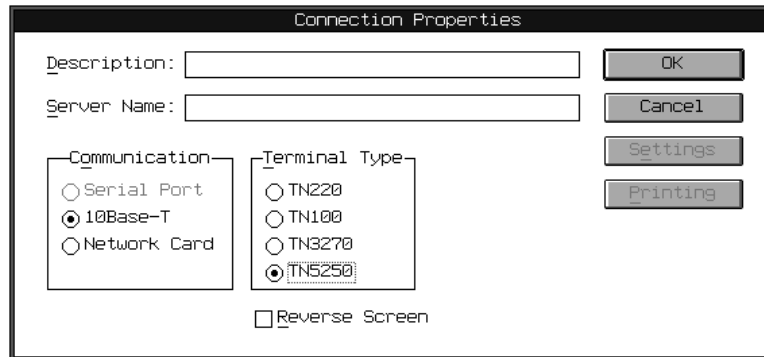 Connection Properties
Description:
OK
Server Name:
Cancel
Communication
Terminal Type
Settings
Serial Port
TN220
Printing
10Base-T
TN100
Network Card
TN3270
TN5250
Reverse Screen